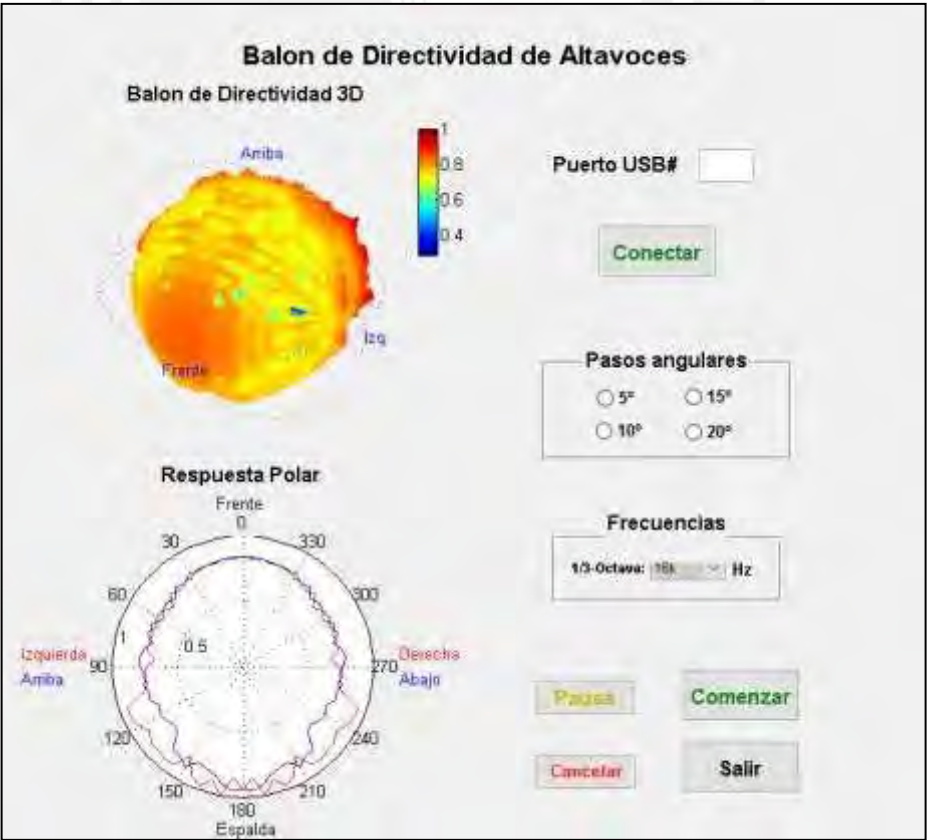 Balon de Directividad de Altavoces
Balon de Directividad 3D
Arriba
1
0.8
0.6
0.4
Izq
Frente
Puerto USB#
Conectar
Pasos angulares
5º 15º
10º 20º
Respuesta Polar
Frente
0
30 330
60 300
1 0.5
Izquierda 90 270 Derecha
Arriba Abajo
120 240
150 210
180
Espalda
Frecuencias
1/3-Octava: 16k Hz
Pausa Comenzar
Cancelar Salir